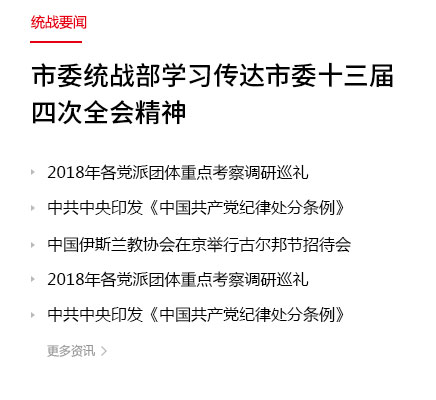 统战要闻
市委统战部学习传达市委十三届
四次全会精神
2018年各党派团体重点考察调研巡礼
中共中央印发《中国共产党纪律处分条例》
中国伊斯兰教协会在京举行古尔邦节招待会
2018年各党派团体重点考察调研巡礼
中共中央印发《中国共产党纪律处分条例》
更多资讯 >